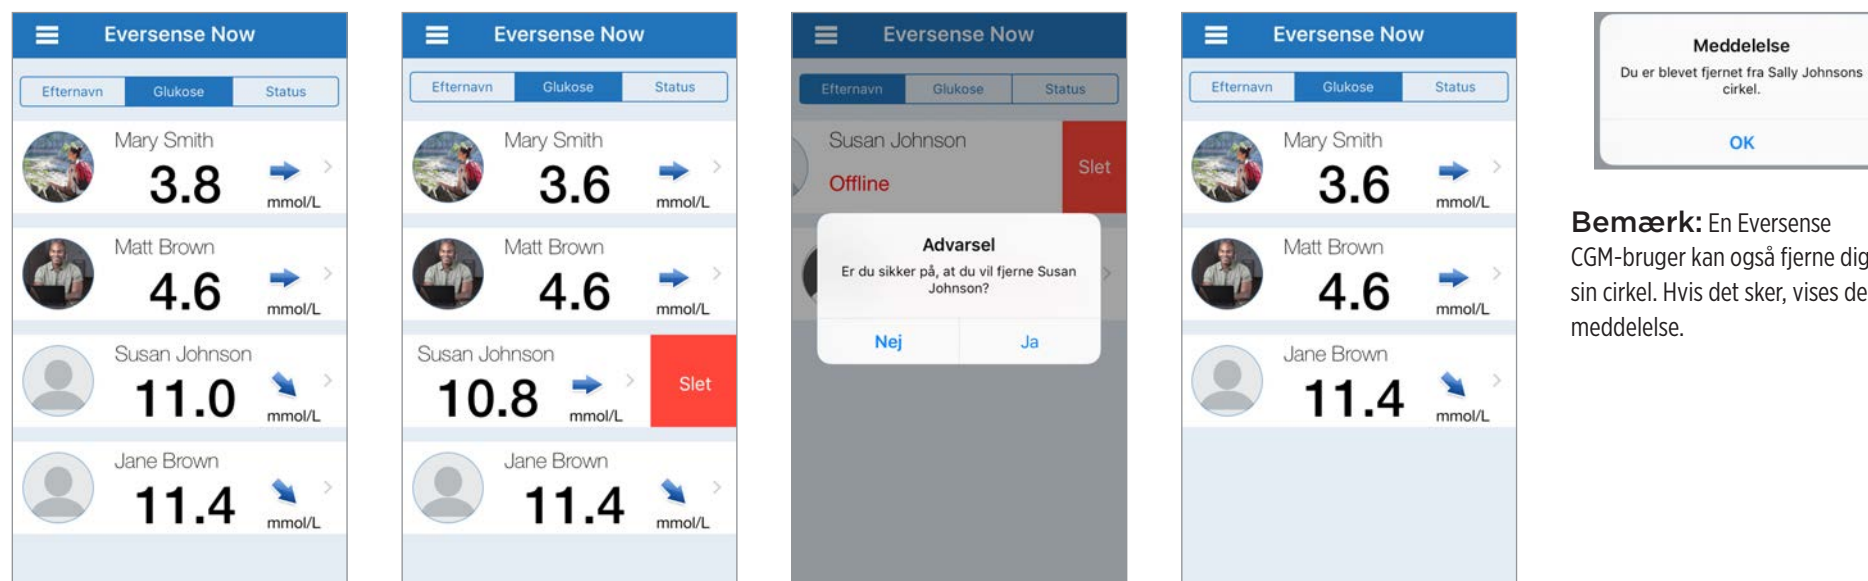 Eversense Now
Efternavn Glukose Status
Mary Smith
3.8
mmol/L
Matt Brown
4.6
mmol/L
Susan Johnson
11.0
mmol/L
Jane Brown
11.4
mmol/L
Eversense Now
Efternavn Glukose Status
Mary Smith
3.6
mmol/L
Matt Brown
4.6
mmol/L
Susan Johnson
10.8
mmol/L
Slet
Jane Brown
11.4
mmol/L
Eversense Now
Efternavn Glukose Status
Susan Johnson
Offline
Slet
Advarsel
Er du sikker på, at du vil fjerne Susan
Johnson?
Nej Ja
Eversense Now
Efternavn Glukose Status
Mary Smith
3.6
mmol/L
Matt Brown
4.6
mmol/L
Jane Brown
11.4
mmol/L
Meddelelse
Du er blevet fjernet fra Sally Johnsons
cirkel.
OK
Bemærk: En Eversense
CGM-bruger kan også fjerne dig
sin cirkel. Hvis det sker, vises de
meddelelse.